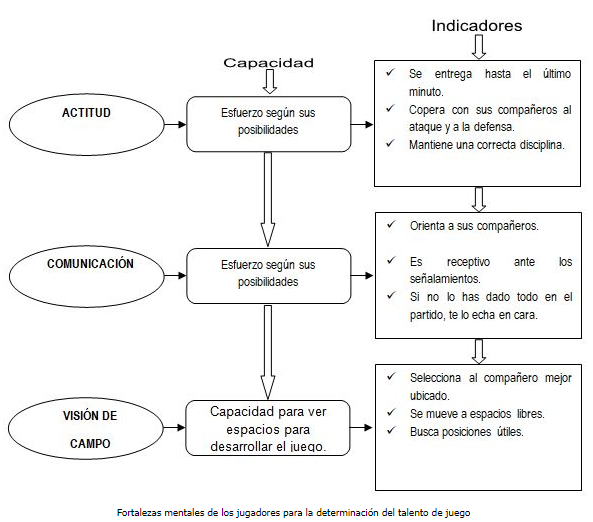 Indicadores
Capacidad
ACTITUD
Esfuerzo según sus
posibilidades
✓ Se entrega hasta el último
minuto.
✓ Copera con sus compañeros al
ataque y a la defensa.
✓ Mantiene una correcta disciplina.
COMUNICACIÓN
Esfuerzo según sus
posibilidades
✓ Orienta a sus compañeros.
✓ Es receptivo ante los
señalamientos.
✓ Si no lo has dado todo en el
partido, te lo echa en cara.
VISIÓN DE
CAMPO
Capacidad para ver
espacios para
desarrollar el juego.
✓ Selecciona al compañero mejor
ubicado.
✓ Se mueve a espacios libres.
✓ Busca posiciones útiles.
Fortalezas mentales de los jugadores para la determinación del talento de juego